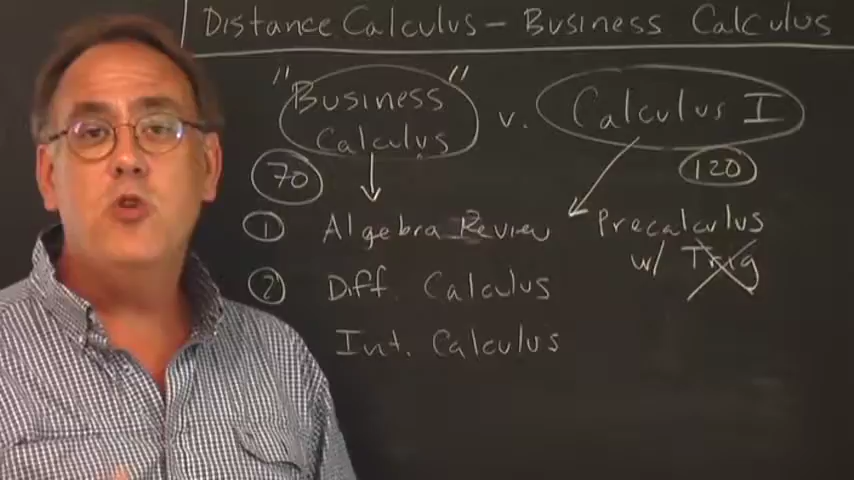 Distance Calculus - Business Calculus
"Business Calculus" v. Calculus I
70
120
① Algebra Review
Precalculus
w/ Trig
② Diff. Calculus
Int. Calculus